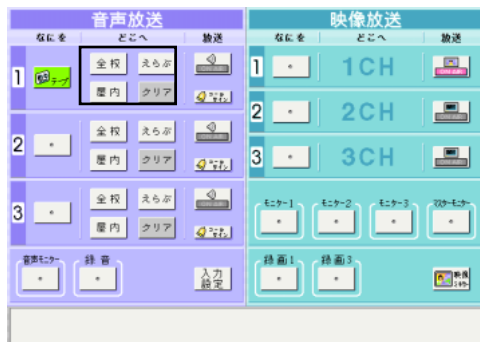 音声放送
なにを どこへ 放送
1 テープ 全校 えらぶ
屋内 クリア
2 全校 えらぶ
屋内 クリア
3 全校 えらぶ
屋内 クリア
音声モニター 録音
入力設定
映像放送
なにを どこへ 放送
1 1CH
2 2CH
3 3CH
モニター1 モニター2 モニター3 マスターモニター
録画1 録画3
映像